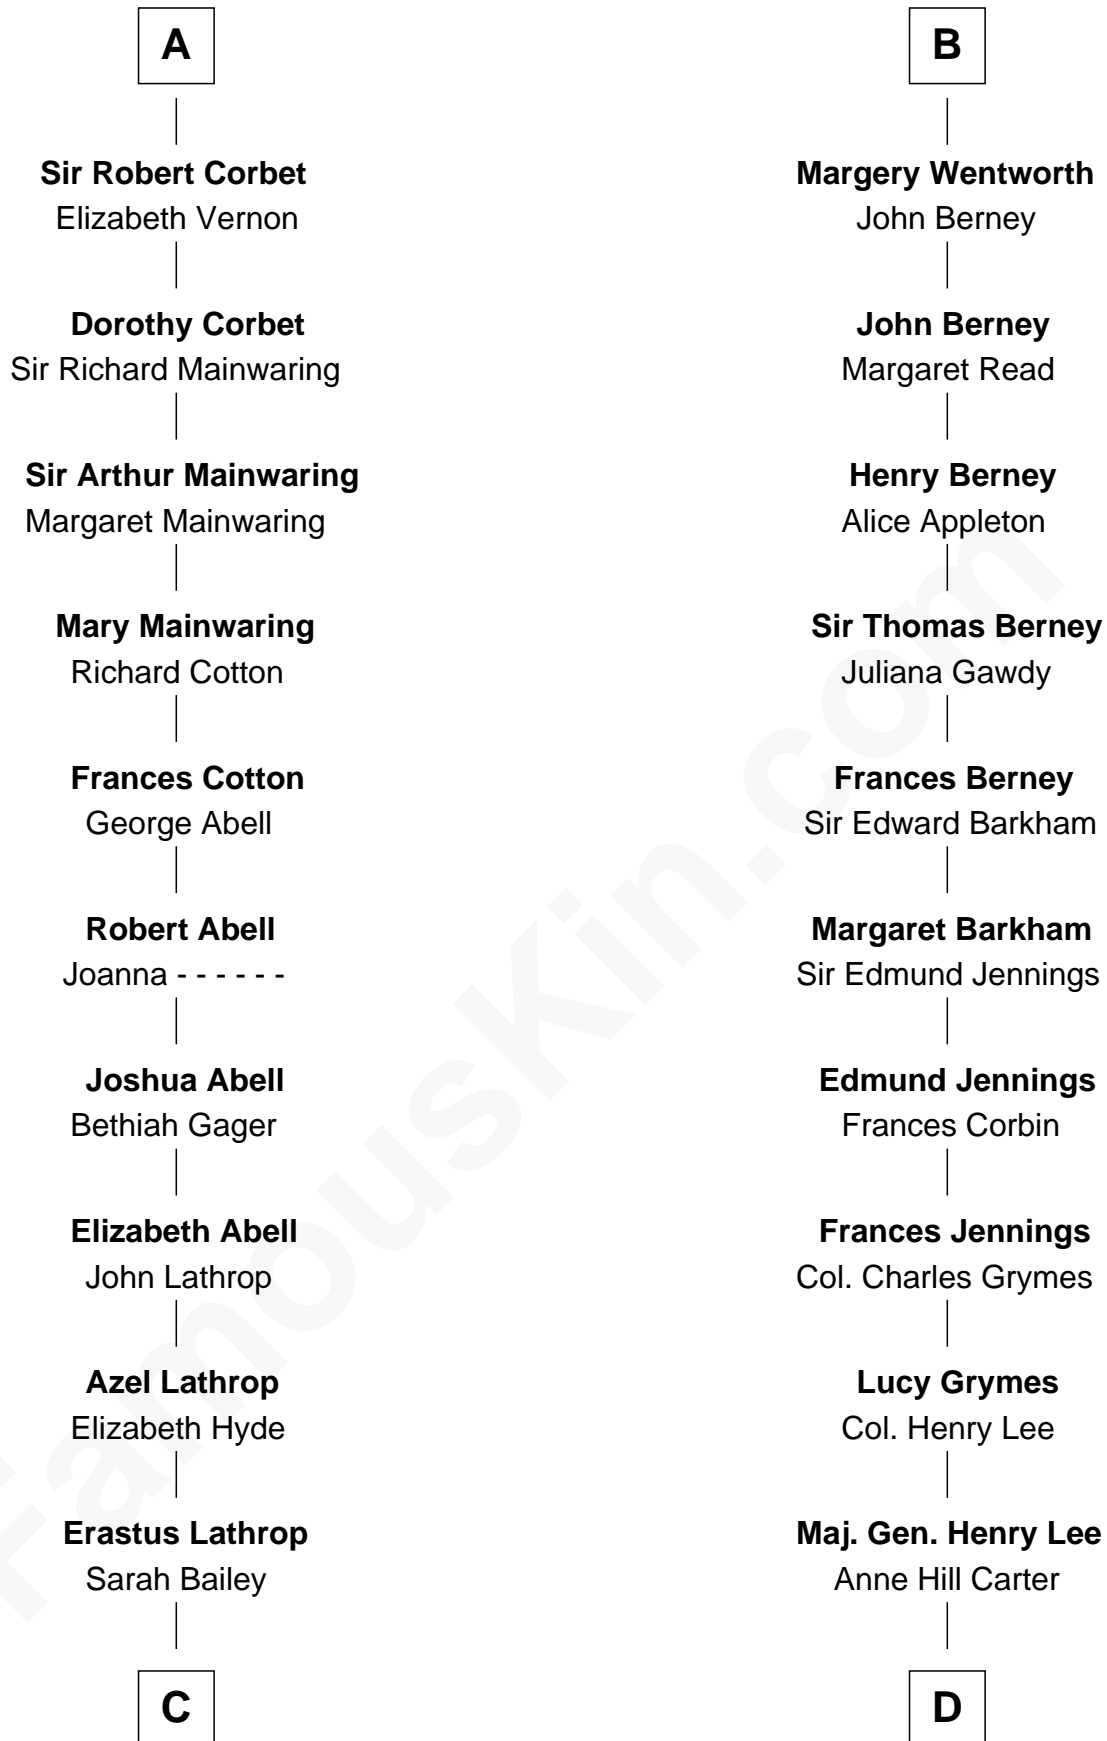 A
Sir Robert Corbet
Elizabeth Vernon
Dorothy Corbet
Sir Richard Mainwaring
Sir Arthur Mainwaring
Margaret Mainwaring
Mary Mainwaring
Richard Cotton
Frances Cotton
George Abell
Robert Abell
Joanna - - - - - -
Joshua Abell
Bethiah Gager
Elizabeth Abell
John Lathrop
Azel Lathrop
Elizabeth Hyde
Erastus Lathrop
Sarah Bailey
C
B
Margery Wentworth
John Berney
John Berney
Margaret Read
Henry Berney
Alice Appleton
Sir Thomas Berney
Juliana Gawdy
Frances Berney
Sir Edward Barkham
Margaret Barkham
Sir Edmund Jennings
Edmund Jennings
Frances Corbin
Frances Jennings
Col. Charles Grymes
Lucy Grymes
Col. Henry Lee
Maj. Gen. Henry Lee
Anne Hill Carter
D
FamousKin.com